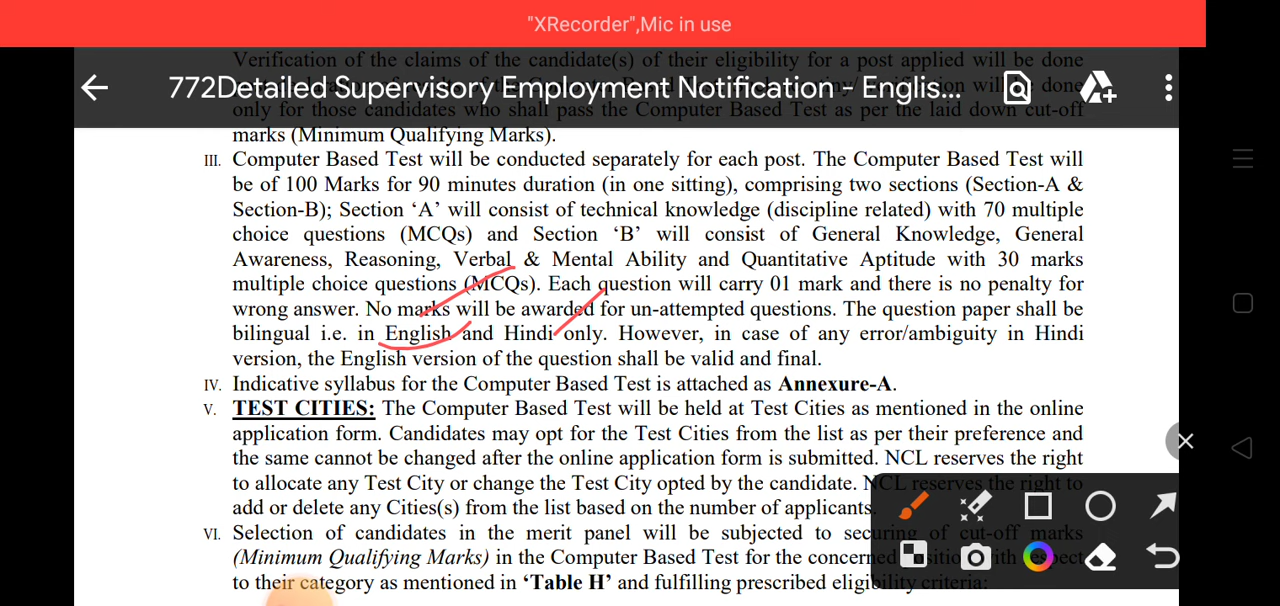 "XRecorder",Mic in use
Verification of the claims of the candidate(s) of their eligibility for a post applied will be done
772Detailed Supervisory Employment Notification - Englis...
only for those candidates who shall pass the Computer Based Test as per the laid down cut-off
marks (Minimum Qualifying Marks).
III. Computer Based Test will be conducted separately for each post. The Computer Based Test will
be of 100 Marks for 90 minutes duration (in one sitting), comprising two sections (Section-A &
Section-B); Section ‘A’ will consist of technical knowledge (discipline related) with 70 multiple
choice questions (MCQs) and Section ‘B’ will consist of General Knowledge, General
Awareness, Reasoning, Verbal & Mental Ability and Quantitative Aptitude with 30 marks
multiple choice questions (MCQs). Each question will carry 01 mark and there is no penalty for
wrong answer. No marks will be awarded for un-attempted questions. The question paper shall be
bilingual i.e. in English and Hindi only. However, in case of any error/ambiguity in Hindi
version, the English version of the question shall be valid and final.
IV. Indicative syllabus for the Computer Based Test is attached as Annexure-A.
V. TEST CITIES: The Computer Based Test will be held at Test Cities as mentioned in the online
application form. Candidates may opt for the Test Cities from the list as per their preference and
the same cannot be changed after the online application form is submitted. NCL reserves the right
to allocate any Test City or change the Test City opted by the candidate. NCL reserves the right to
add or delete any Cities(s) from the list based on the number of applicants.
VI. Selection of candidates in the merit panel will be subjected to securing of cut-off marks
(Minimum Qualifying Marks) in the Computer Based Test for the concerned position with respect
to their category as mentioned in ‘Table H’ and fulfilling prescribed eligibility criteria: